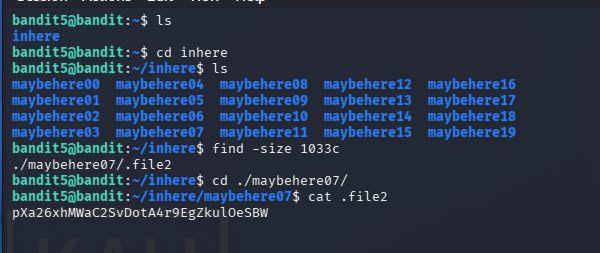 bandit5@bandit:~$ ls
inhere
bandit5@bandit:~$ cd inhere
bandit5@bandit:~/inhere$ ls
maybehere00  maybehere04  maybehere08  maybehere12  maybehere16
maybehere01  maybehere05  maybehere09  maybehere13  maybehere17
maybehere02  maybehere06  maybehere10  maybehere14  maybehere18
maybehere03  maybehere07  maybehere11  maybehere15  maybehere19
bandit5@bandit:~/inhere$ find -size 1033c
./maybehere07/.file2
bandit5@bandit:~/inhere$ cd ./maybehere07/
bandit5@bandit:~/inhere/maybehere07$ cat .file2
pXa26xhMWaC2SvDotA4r9EgZkulOeSBW